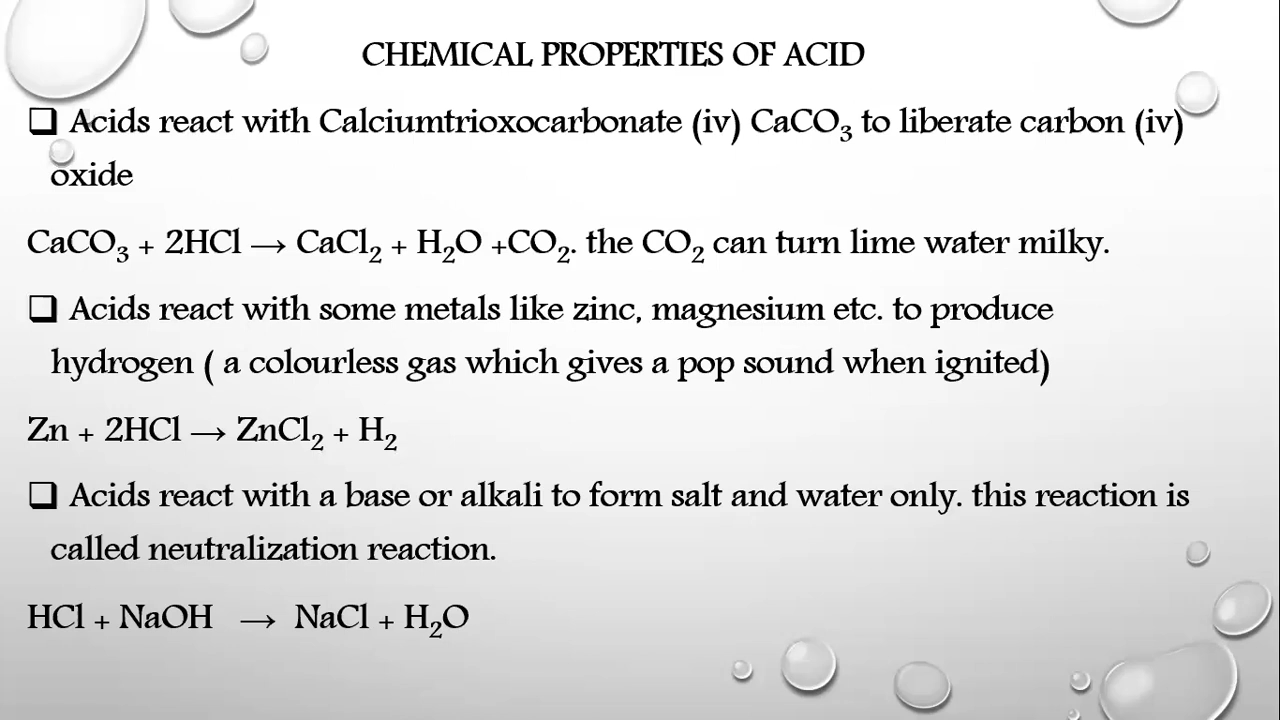 CHEMICAL PROPERTIES OF ACID
❑ Acids react with Calciumtrioxocarbonate (iv) CaCO₃ to liberate carbon (iv)
oxide
CaCO₃ + 2HCl → CaCl₂ + H₂O +CO₂. the CO₂ can turn lime water milky.
❑ Acids react with some metals like zinc, magnesium etc. to produce
hydrogen ( a colourless gas which gives a pop sound when ignited)
Zn + 2HCl → ZnCl₂ + H₂
❑ Acids react with a base or alkali to form salt and water only. this reaction is
called neutralization reaction.
HCl + NaOH → NaCl + H₂O